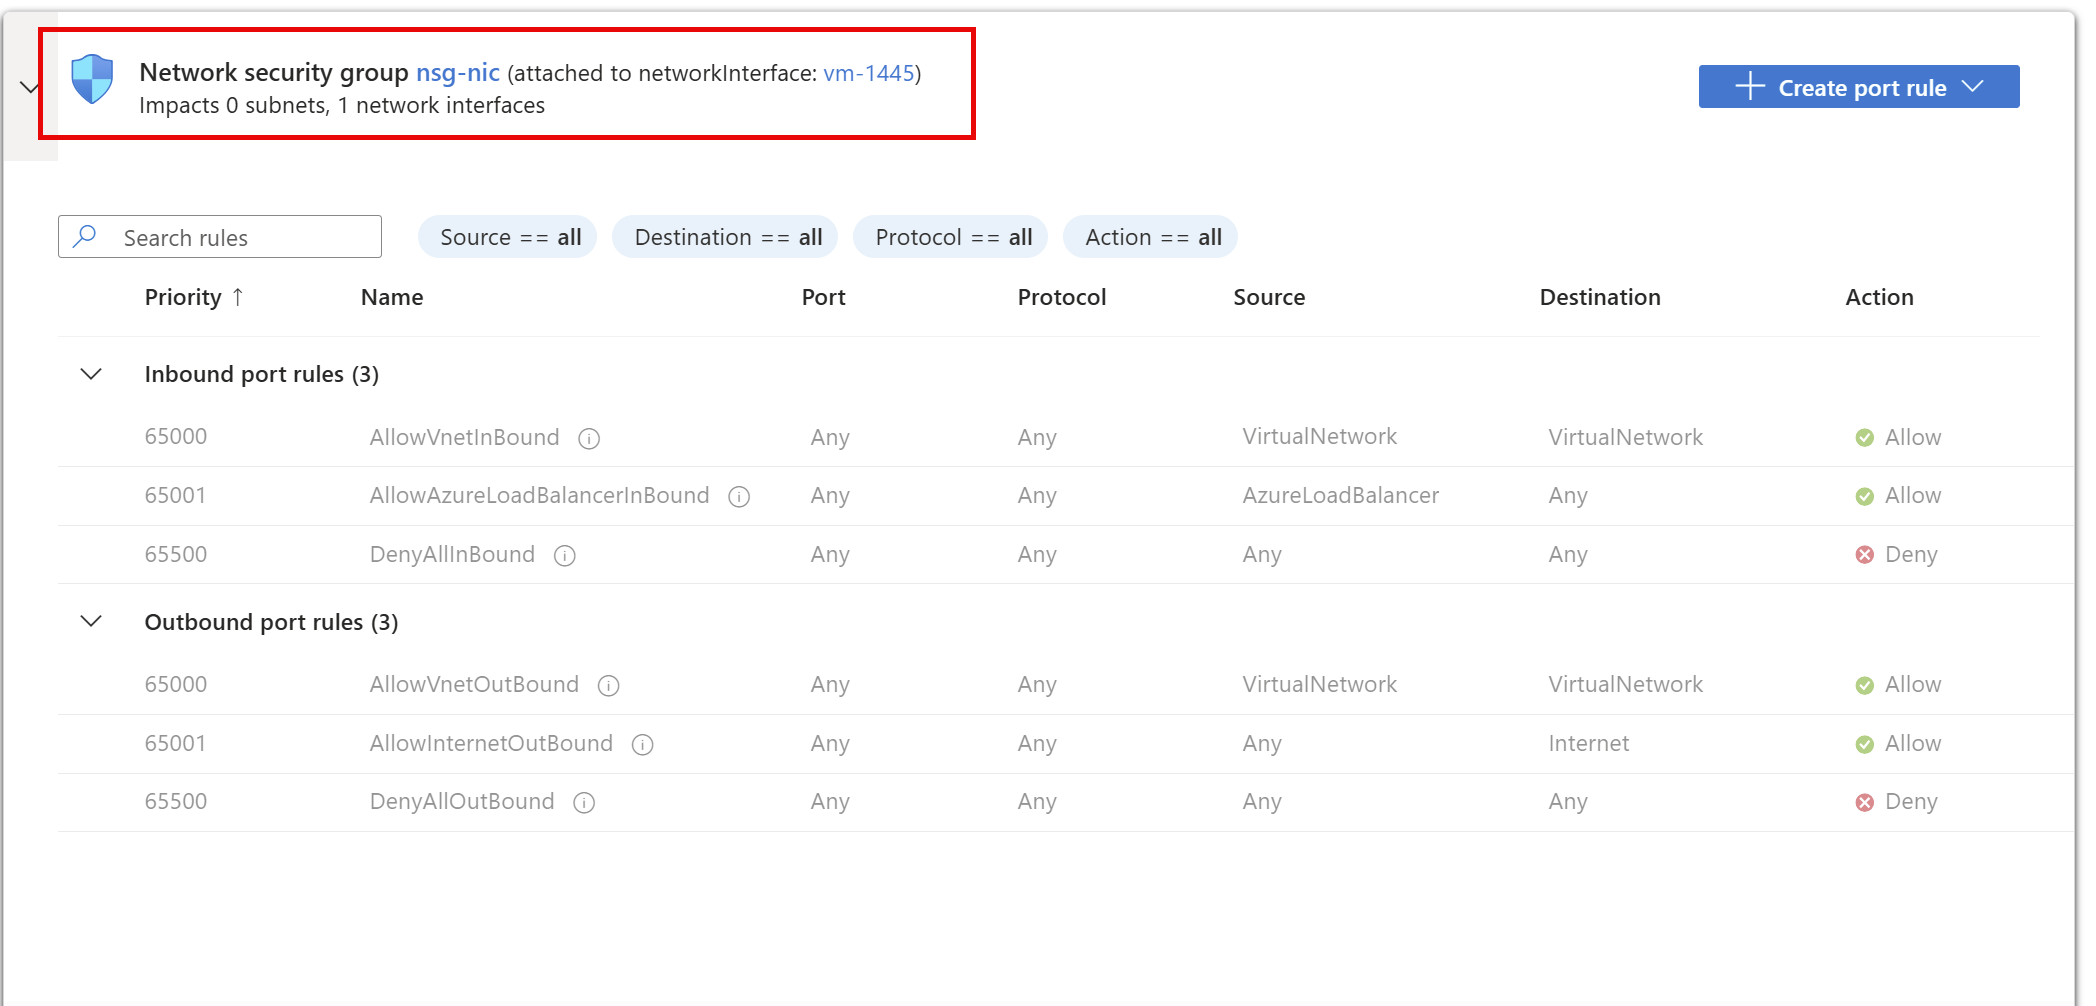 Network security group nsg-nic (attached to networkInterface: vm-1445)
Impacts 0 subnets, 1 network interfaces
Create port rule
Search rules
Source == all
Destination == all
Protocol == all
Action == all
Priority ↑ Name Port Protocol Source Destination Action
Inbound port rules (3)
65000 AllowVnetInBound Any Any VirtualNetwork VirtualNetwork Allow
65001 AllowAzureLoadBalancerInBound Any Any AzureLoadBalancer Any Allow
65500 DenyAllInBound Any Any Any Any Deny
Outbound port rules (3)
65000 AllowVnetOutBound Any Any VirtualNetwork VirtualNetwork Allow
65001 AllowInternetOutBound Any Any Any Internet Allow
65500 DenyAllOutBound Any Any Any Any Deny